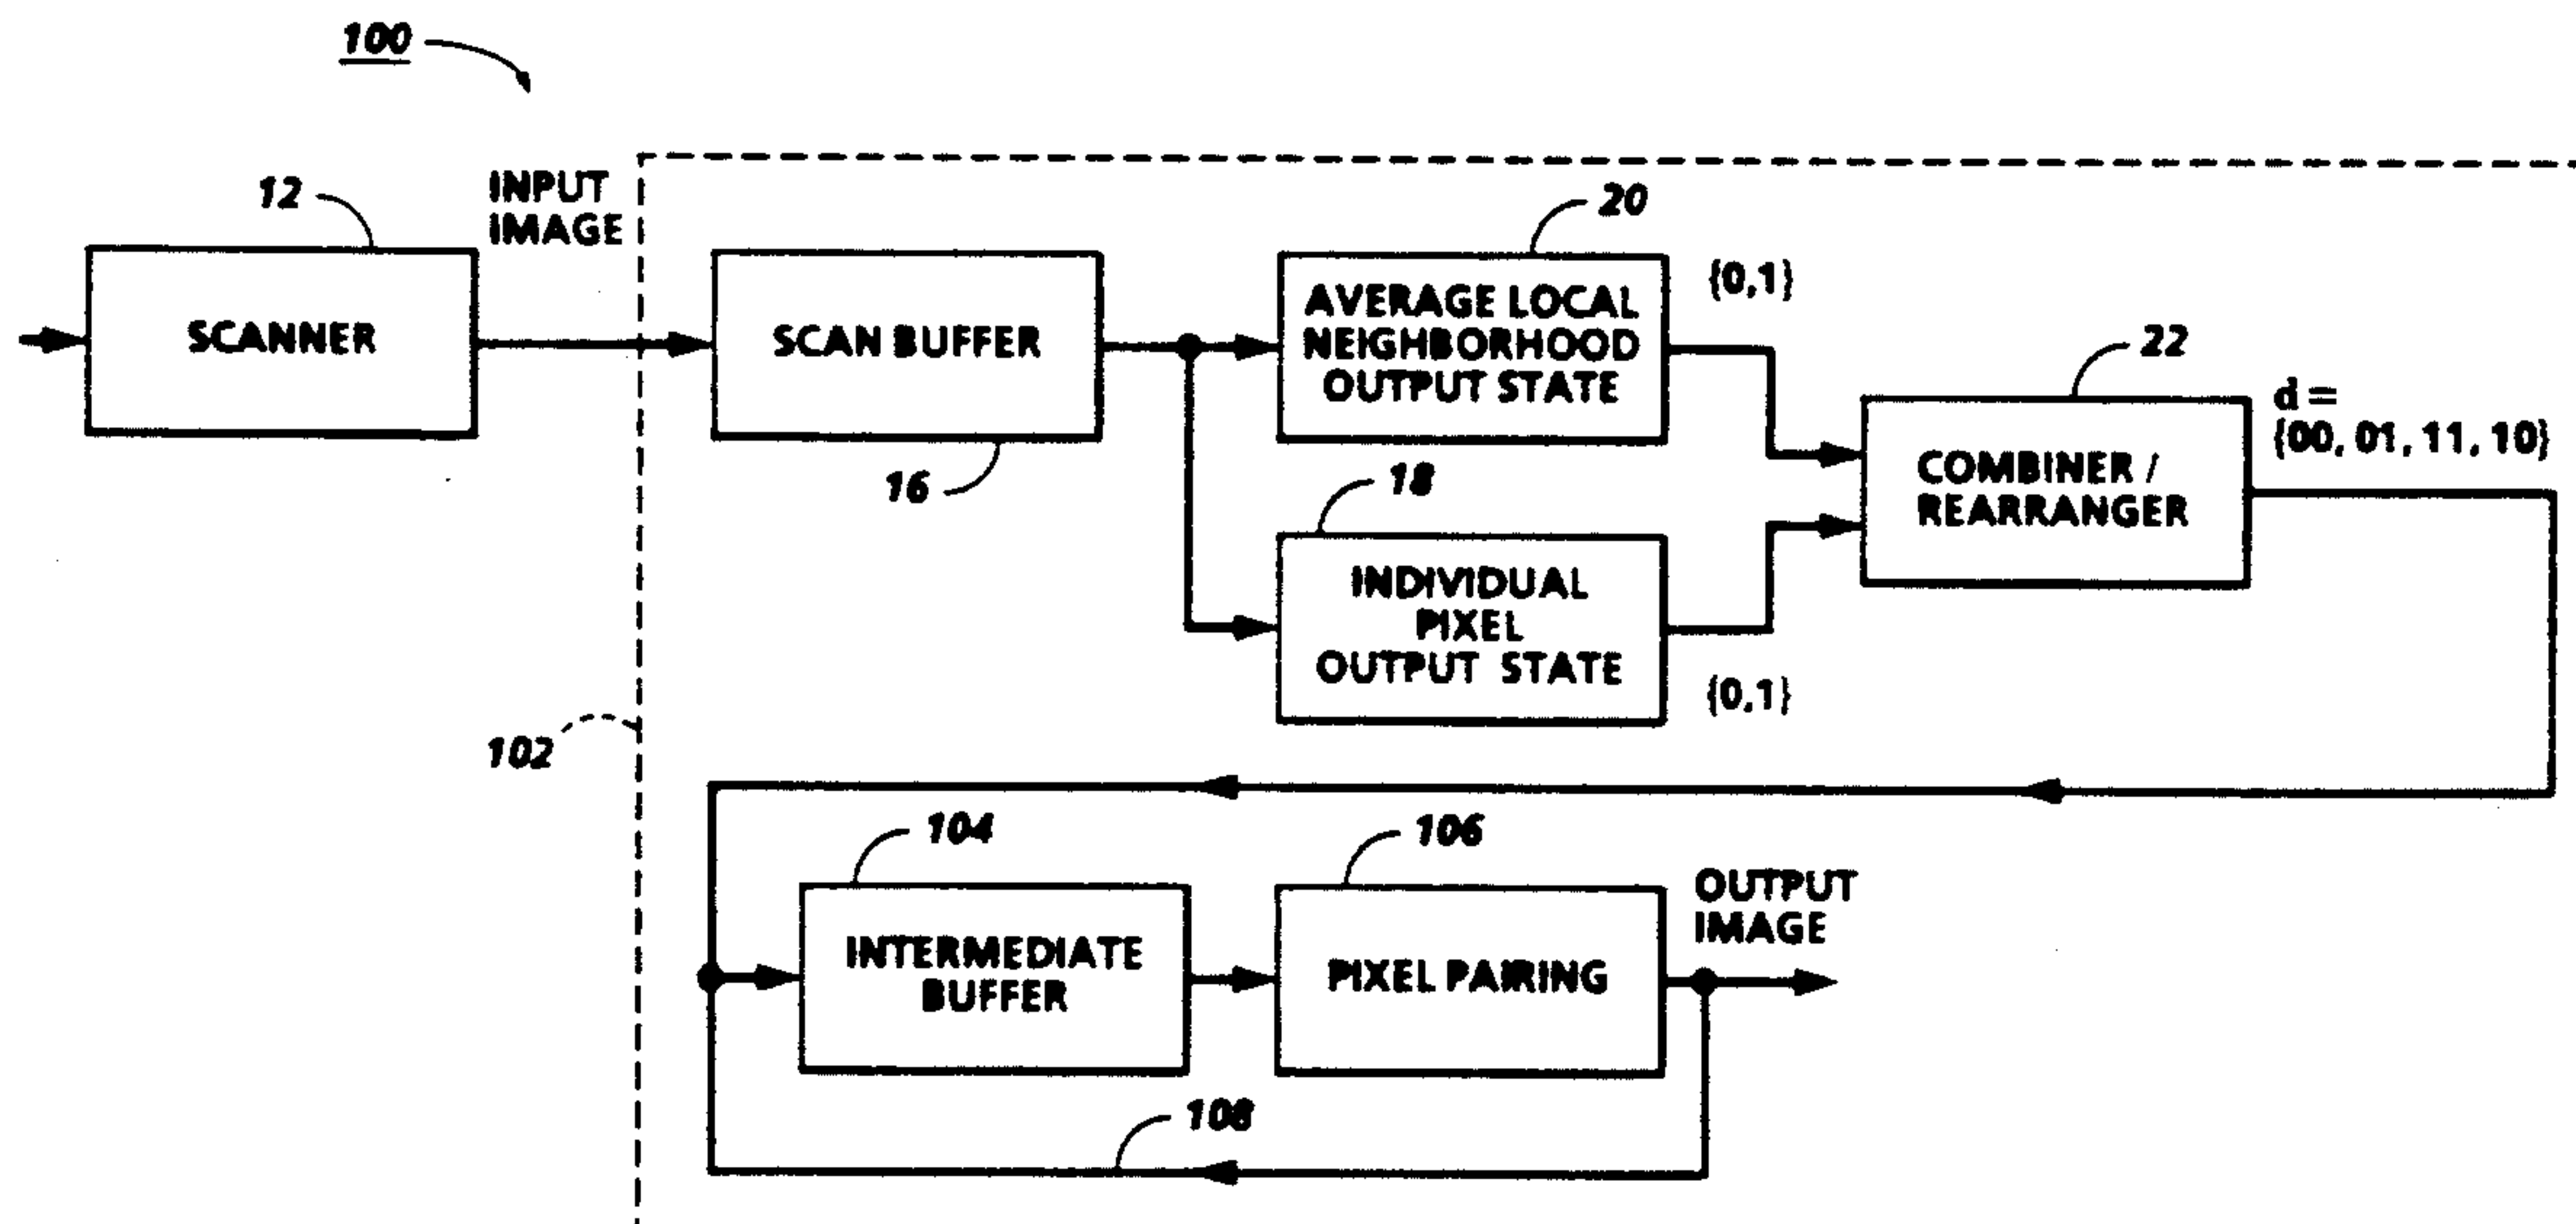 100
12
INPUT
IMAGE
SCANNER
SCAN BUFFER
16
20
AVERAGE LOCAL
NEIGHBORHOOD
OUTPUT STATE
{0,1}
18
INDIVIDUAL
PIXEL
OUTPUT STATE
{0,1}
22
COMBINER /
REARRANGER
d =
{00, 01, 11, 10}
102
104
INTERMEDIATE
BUFFER
106
PIXEL PAIRING
OUTPUT
IMAGE
108